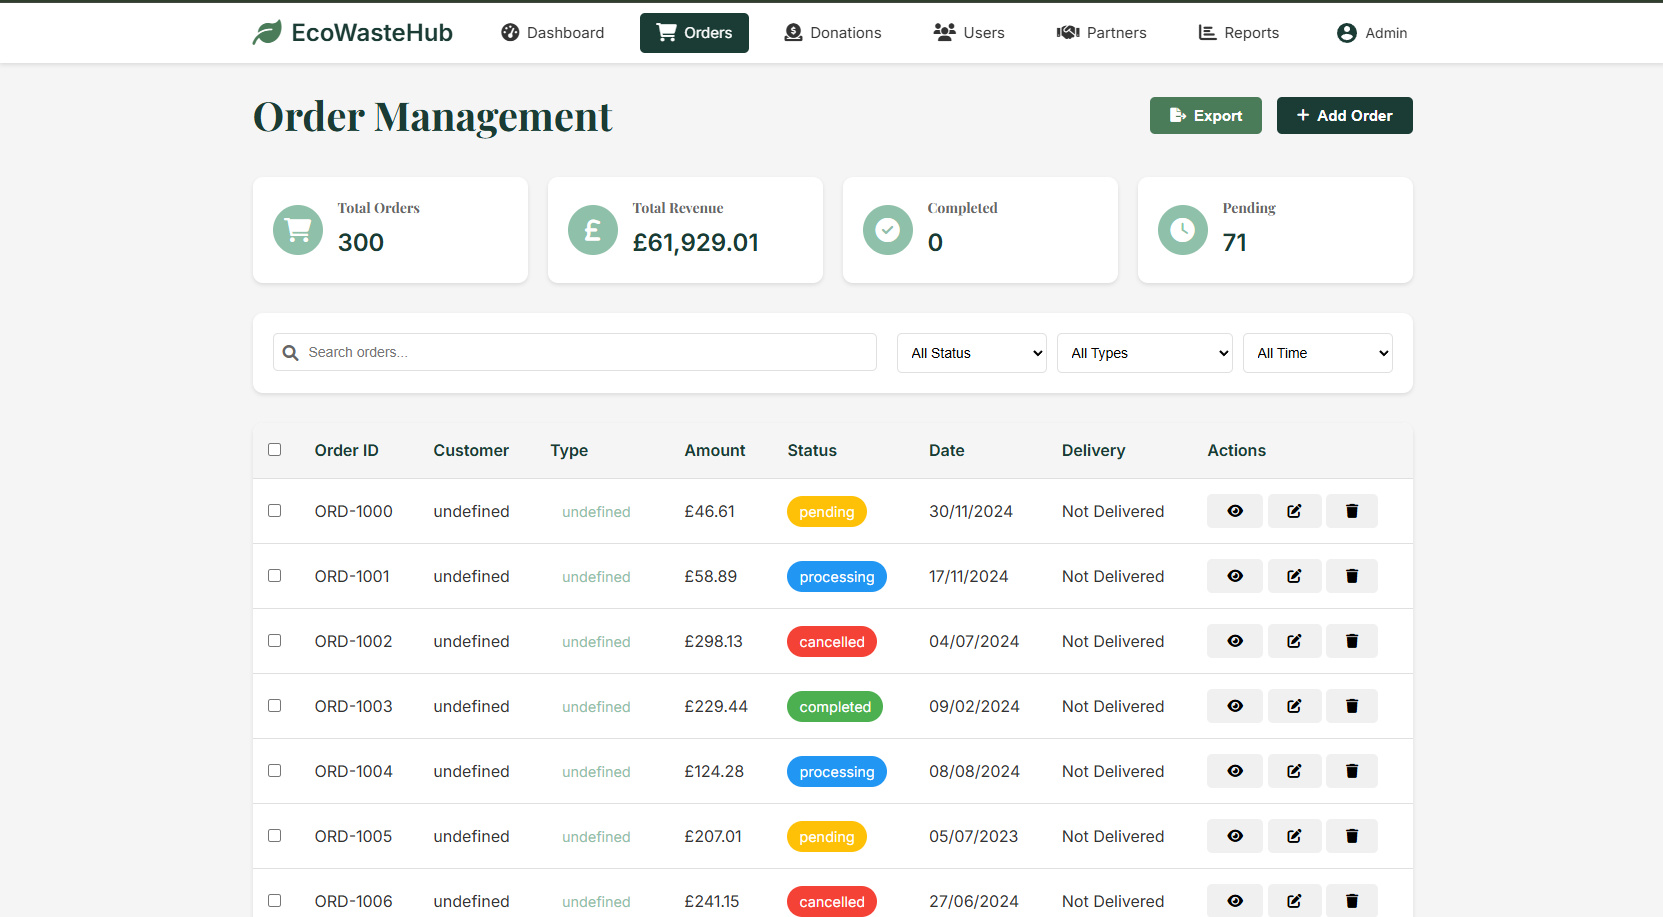 EcoWasteHub Dashboard Orders Donations Users Partners Reports Admin
Order Management
Export + Add Order
Total Orders
300
Total Revenue
£61,929.01
Completed
0
Pending
71
Search orders... All Status All Types All Time
Order ID Customer Type Amount Status Date Delivery Actions
ORD-1000 undefined undefined £46.61 pending 30/11/2024 Not Delivered
ORD-1001 undefined undefined £58.89 processing 17/11/2024 Not Delivered
ORD-1002 undefined undefined £298.13 cancelled 04/07/2024 Not Delivered
ORD-1003 undefined undefined £229.44 completed 09/02/2024 Not Delivered
ORD-1004 undefined undefined £124.28 processing 08/08/2024 Not Delivered
ORD-1005 undefined undefined £207.01 pending 05/07/2023 Not Delivered
ORD-1006 undefined undefined £241.15 cancelled 27/06/2024 Not Delivered